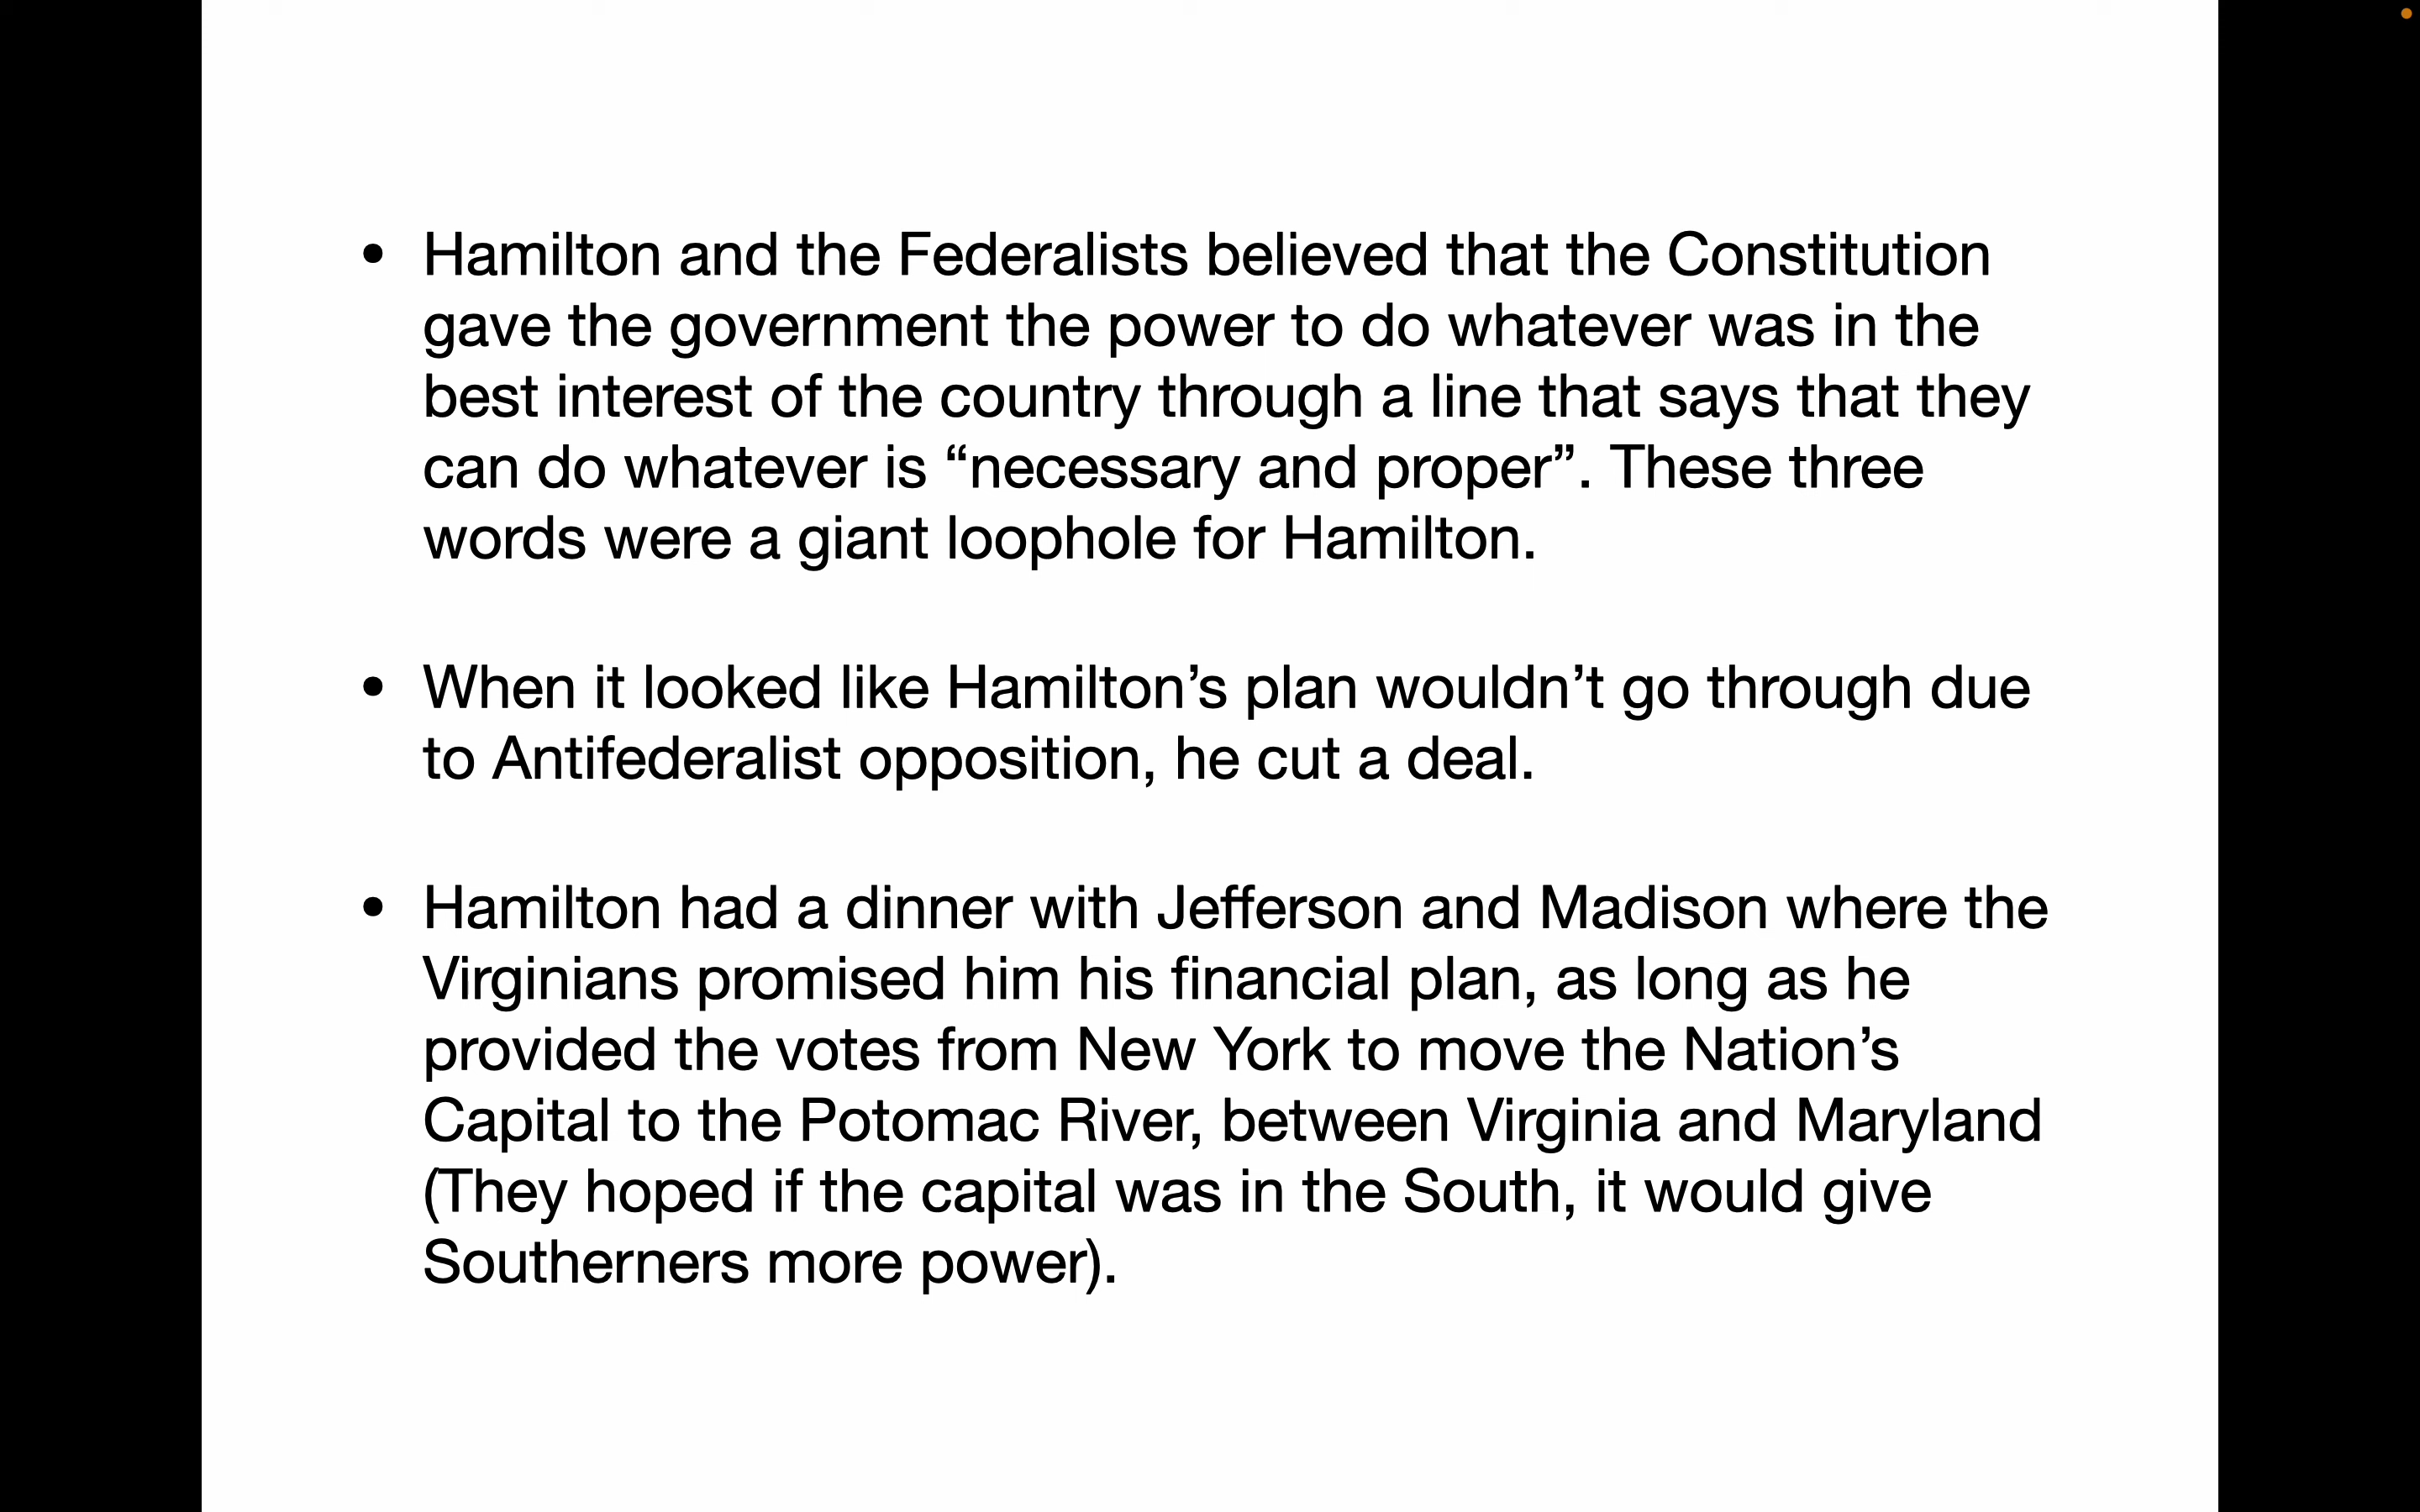 • Hamilton and the Federalists believed that the Constitution
gave the government the power to do whatever was in the
best interest of the country through a line that says that they
can do whatever is “necessary and proper”. These three
words were a giant loophole for Hamilton.
• When it looked like Hamilton’s plan wouldn’t go through due
to Antifederalist opposition, he cut a deal.
• Hamilton had a dinner with Jefferson and Madison where the
Virginians promised him his financial plan, as long as he
provided the votes from New York to move the Nation’s
Capital to the Potomac River, between Virginia and Maryland
(They hoped if the capital was in the South, it would give
Southerners more power).